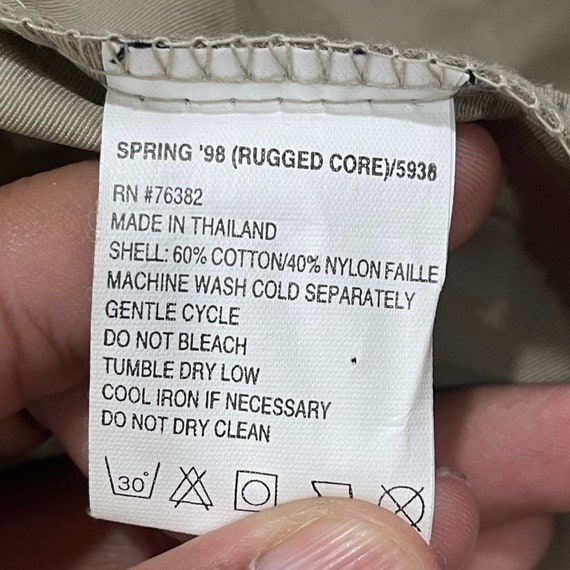 SPRING '98 (RUGGED CORE)/5938
RN #76382
MADE IN THAILAND
SHELL: 60% COTTON/40% NYLON FAILLE
MACHINE WASH COLD SEPARATELY
GENTLE CYCLE
DO NOT BLEACH
TUMBLE DRY LOW
COOL IRON IF NECESSARY
DO NOT DRY CLEAN
30°